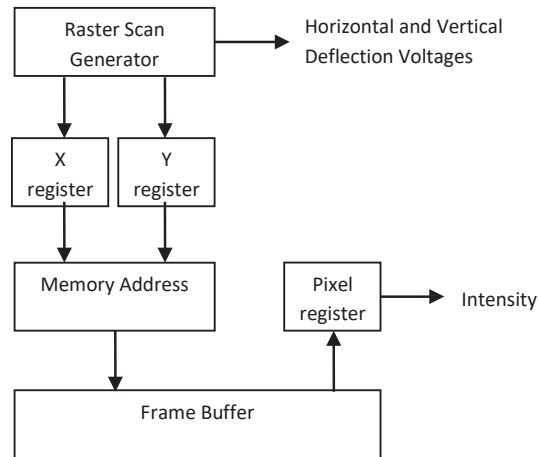 Raster Scan
Generator
Horizontal and Vertical
Deflection Voltages
X
register
Y
register
Memory Address
Pixel
register
Intensity
Frame Buffer